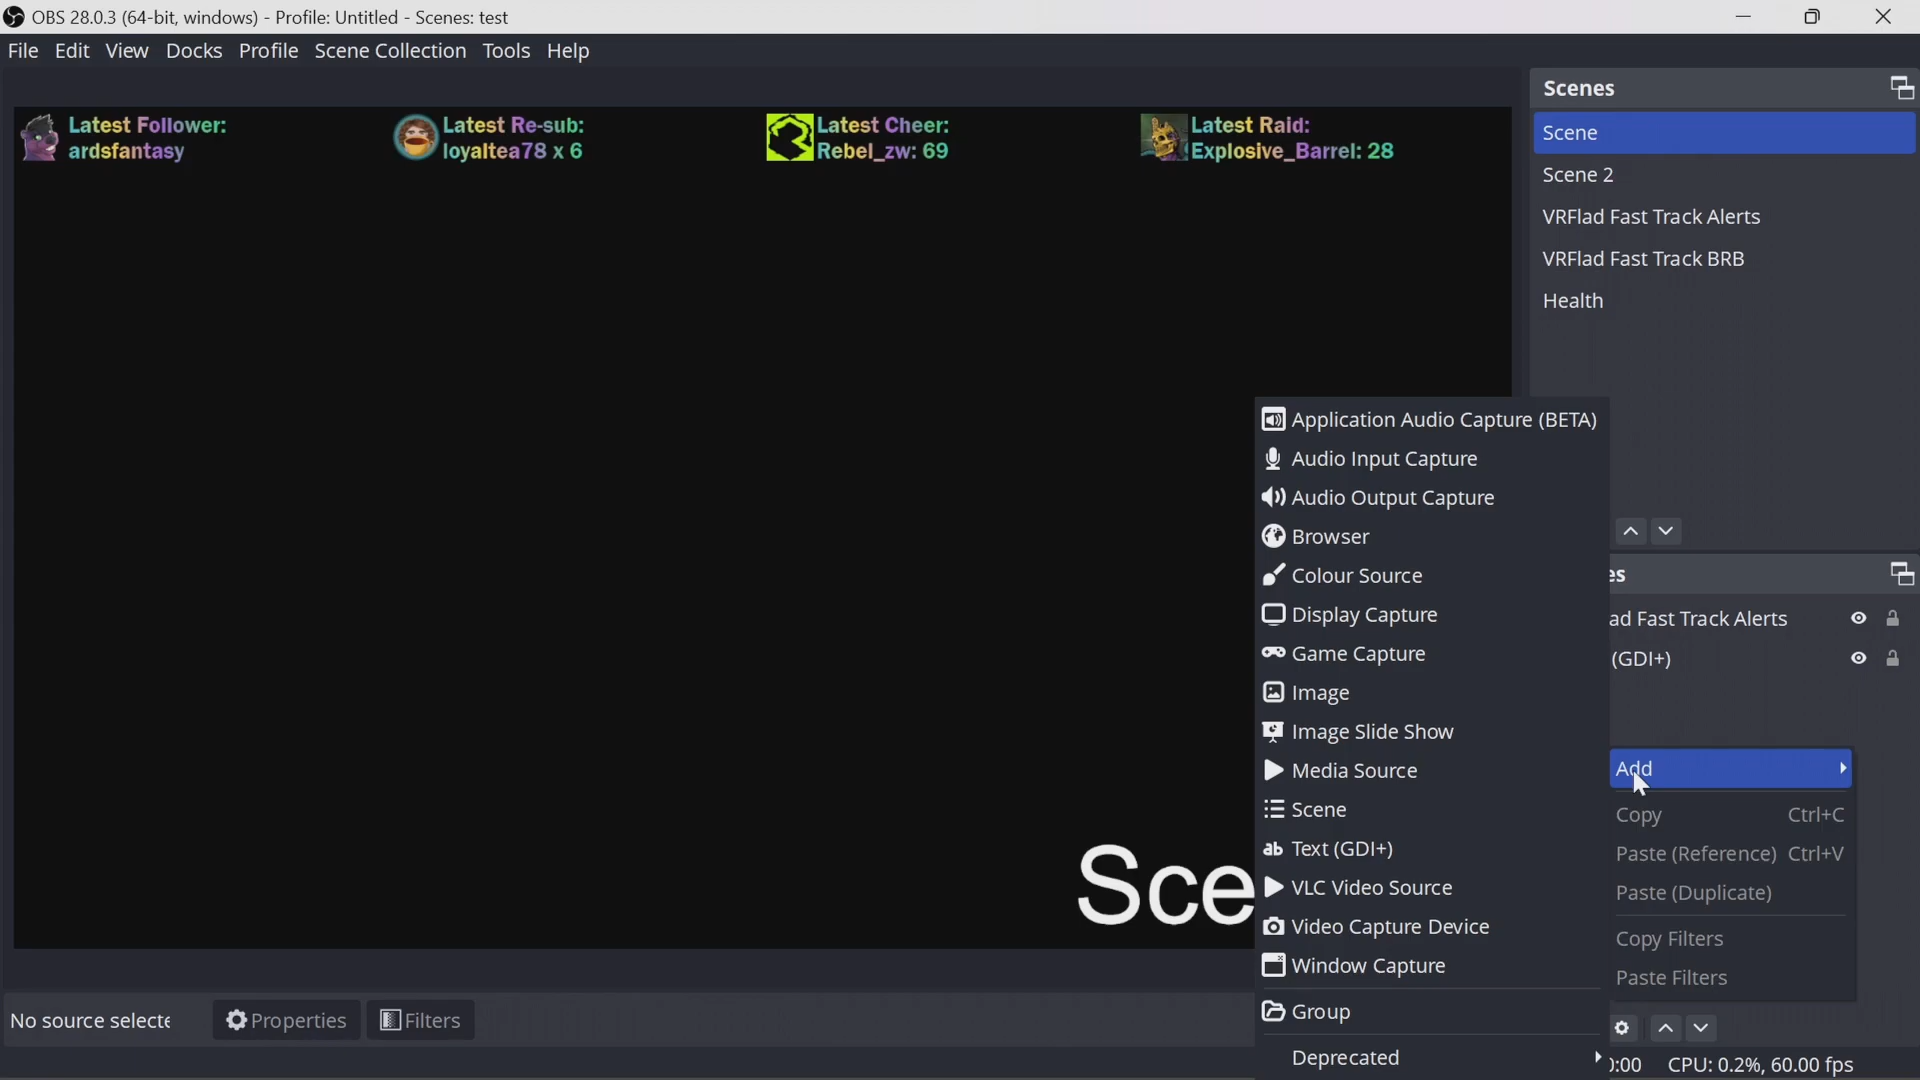 OBS 28.0.3 (64-bit, windows) - Profile: Untitled - Scenes: test
File Edit View Docks Profile Scene Collection Tools Help
Latest Follower:
ardsfantasy
Latest Re-sub:
loyaltea78 x 6
Latest Cheer:
Rebel_zw: 69
Latest Raid:
Explosive_Barrel: 28
Sce
Scenes
Scene
Scene 2
VRFlad Fast Track Alerts
VRFlad Fast Track BRB
Health
es
ad Fast Track Alerts
(GDI+)
Application Audio Capture (BETA)
Audio Input Capture
Audio Output Capture
Browser
Colour Source
Display Capture
Game Capture
Image
Image Slide Show
Media Source
Scene
Text (GDI+)
VLC Video Source
Video Capture Device
Window Capture
Group
Deprecated
Add
Copy Ctrl+C
Paste (Reference) Ctrl+V
Paste (Duplicate)
Copy Filters
Paste Filters
No source selecte
Properties
Filters
:00 CPU: 0.2%, 60.00 fps